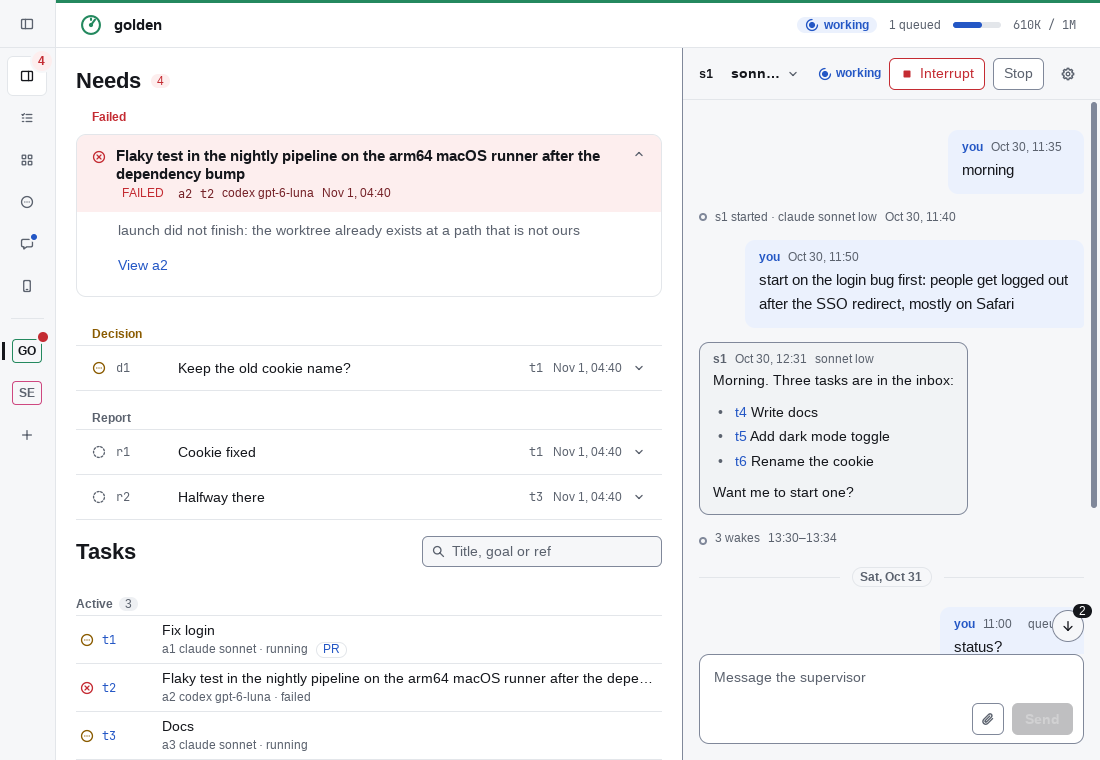 golden
working
1 queued
610K / 1M
4
GO
SE
Needs 4
Failed
Flaky test in the nightly pipeline on the arm64 macOS runner after the
dependency bump
FAILED a2 t2 codex gpt-6-luna Nov 1, 04:40
launch did not finish: the worktree already exists at a path that is not ours
View a2
Decision
d1 Keep the old cookie name? t1 Nov 1, 04:40
Report
r1 Cookie fixed t1 Nov 1, 04:40
r2 Halfway there t3 Nov 1, 04:40
Tasks
Title, goal or ref
Active 3
t1 Fix login
a1 claude sonnet · running PR
t2 Flaky test in the nightly pipeline on the arm64 macOS runner after the depe…
a2 codex gpt-6-luna · failed
t3 Docs
a3 claude sonnet · running
s1 sonn… working Interrupt Stop
you Oct 30, 11:35
morning
s1 started · claude sonnet low Oct 30, 11:40
you Oct 30, 11:50
start on the login bug first: people get logged out
after the SSO redirect, mostly on Safari
s1 Oct 30, 12:31 sonnet low
Morning. Three tasks are in the inbox:
• t4 Write docs
• t5 Add dark mode toggle
• t6 Rename the cookie
Want me to start one?
3 wakes 13:30–13:34
Sat, Oct 31
you 11:00
2
status?
Message the supervisor
Send